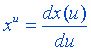 x^u = dx(u)/du